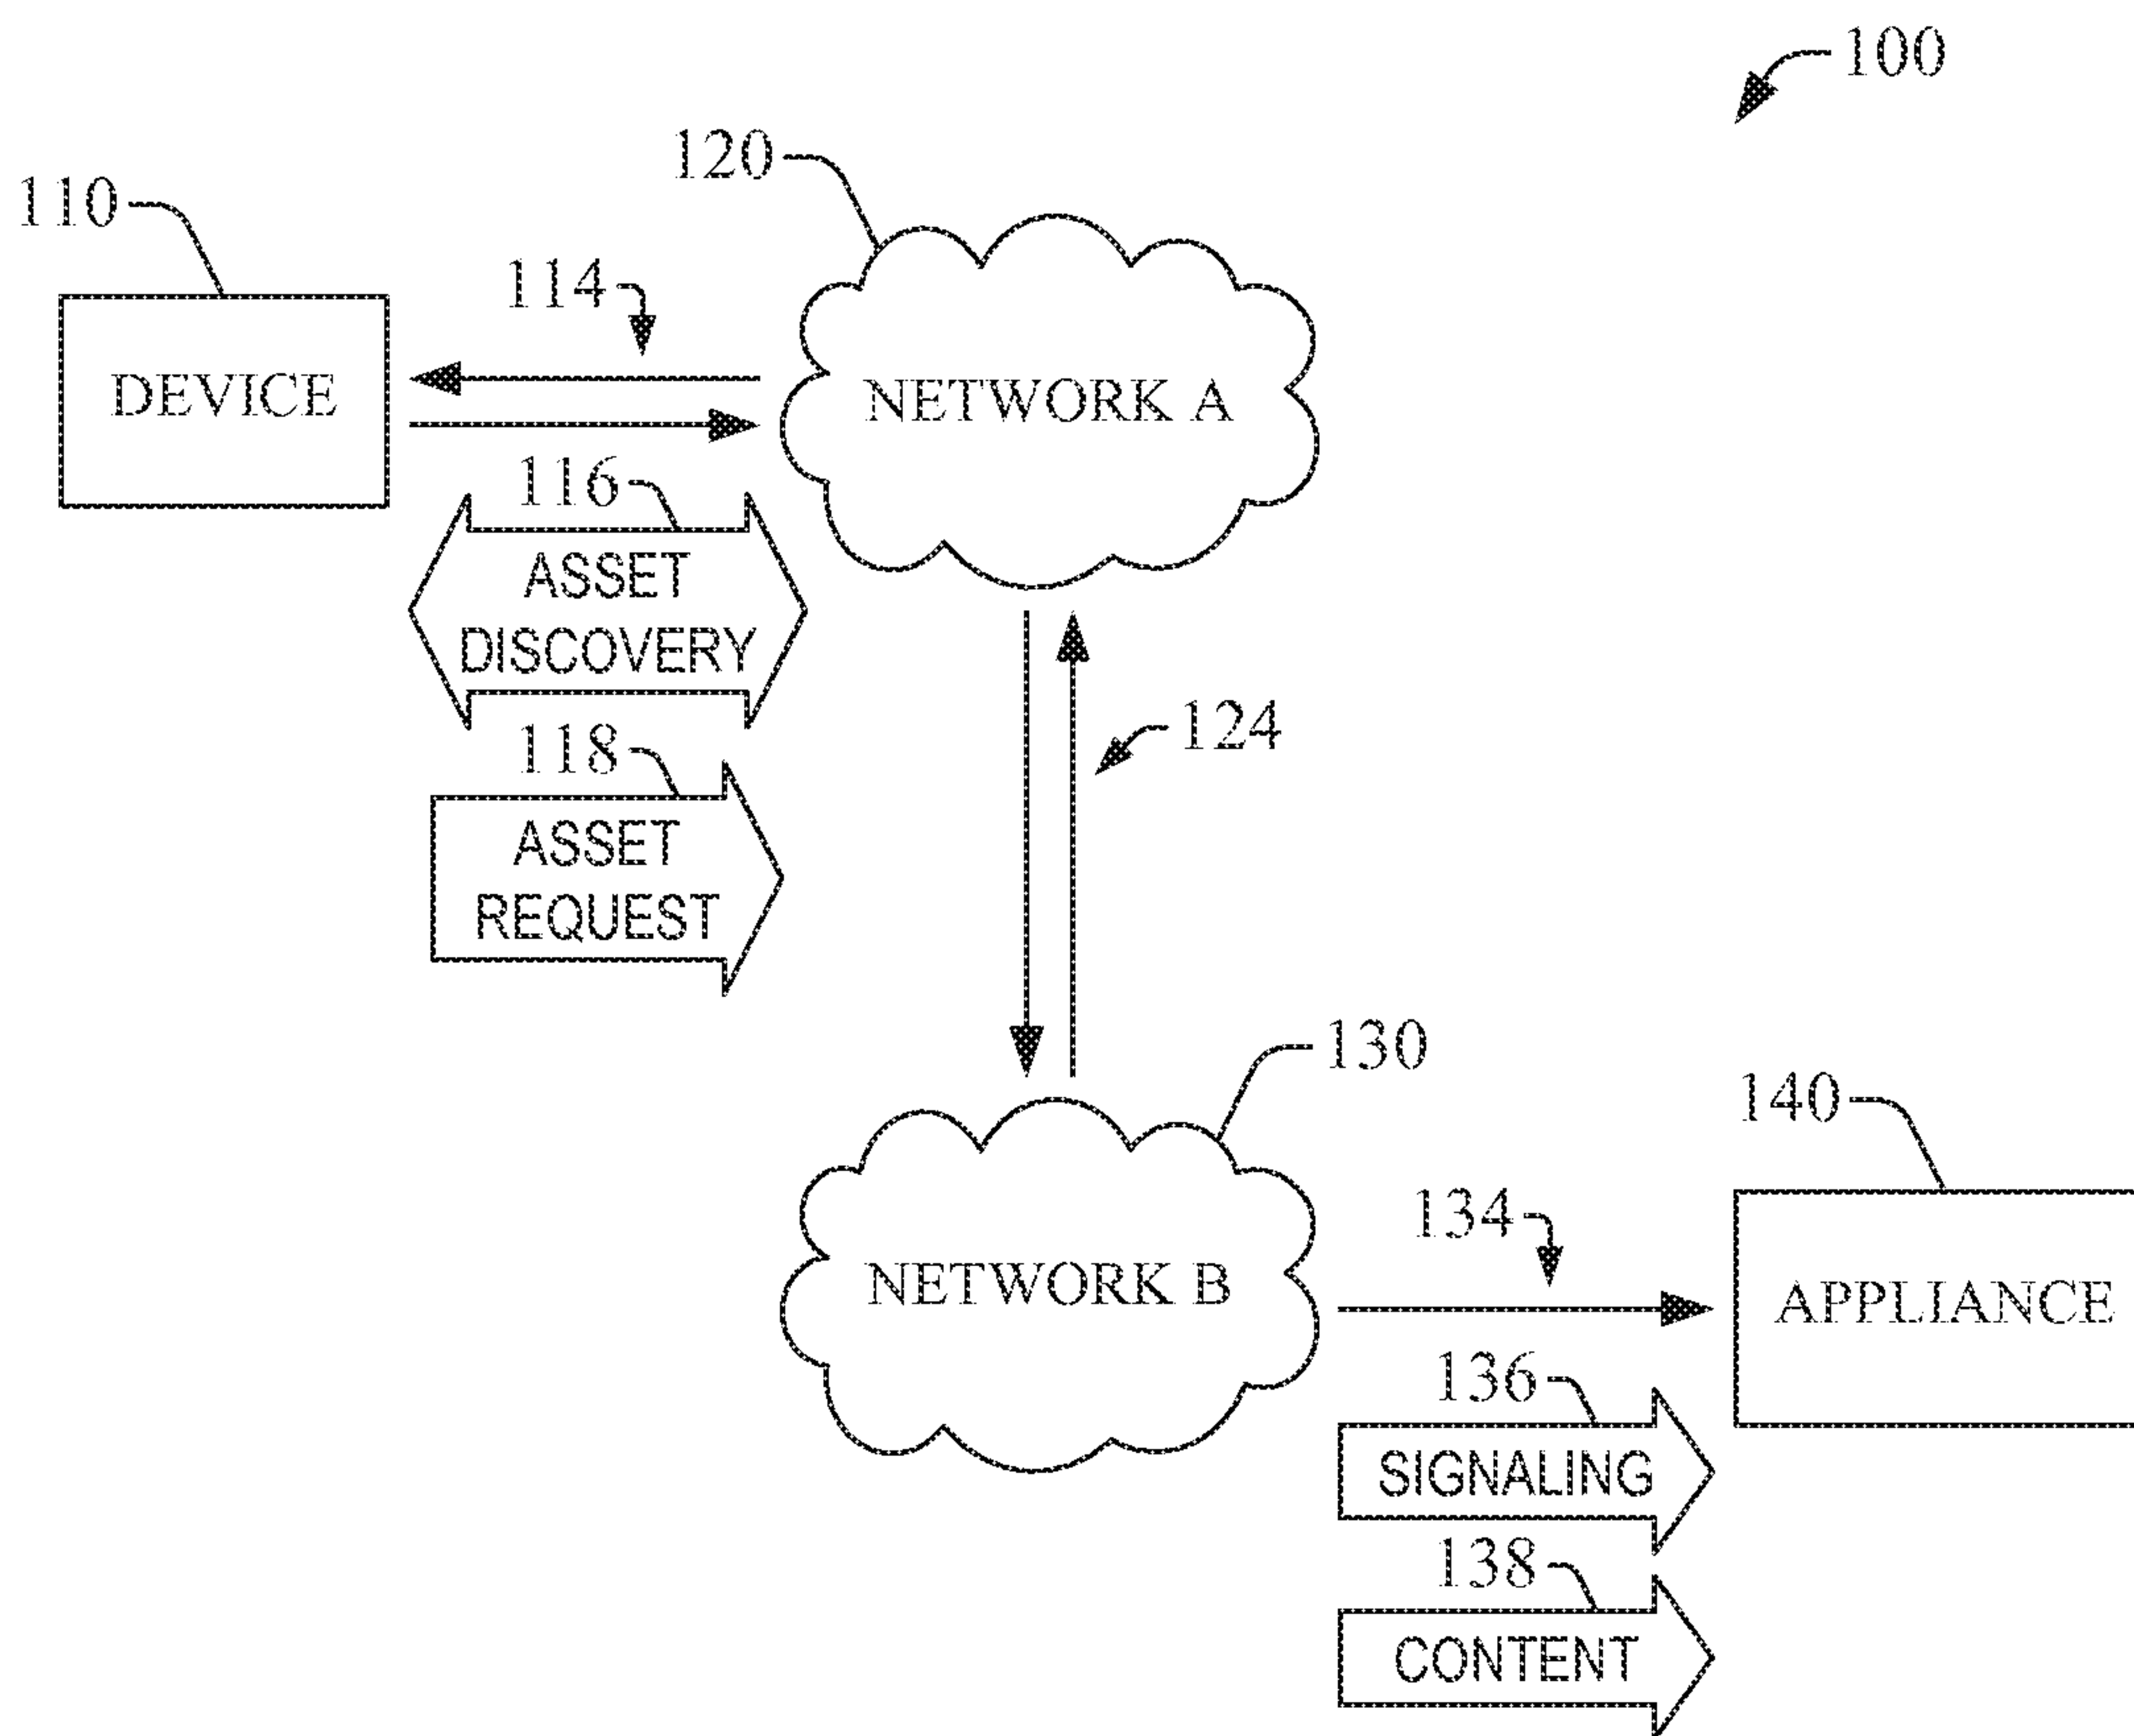 100
120
110
114
DEVICE
NETWORK A
116
ASSET
DISCOVERY
118
124
ASSET
REQUEST
130
140
134
NETWORK B
APPLIANCE
136
SIGNALING
138
CONTENT